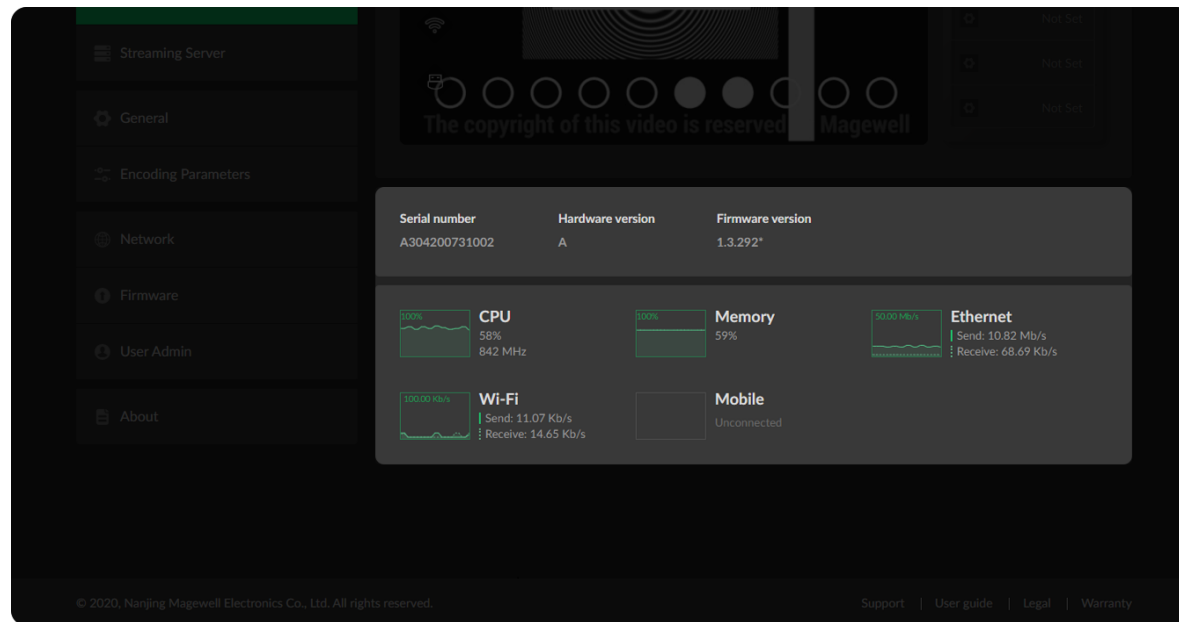 Streaming Server
General
Encoding Parameters
Network
Firmware
User Admin
About
Not Set
Not Set
Not Set
The copyright of this video is reserved Magewell
Serial number Hardware version Firmware version
A304200731002 A 1.3.292*
100%
CPU
58%
842 MHz
100%
Memory
59%
50.00 Mb/s
Ethernet
Send: 10.82 Mb/s
Receive: 68.69 Kb/s
100.00 Kb/s
Wi-Fi
Send: 11.07 Kb/s
Receive: 14.65 Kb/s
Mobile
Unconnected
© 2020, Nanjing Magewell Electronics Co., Ltd. All rights reserved.
Support | User guide | Legal | Warranty